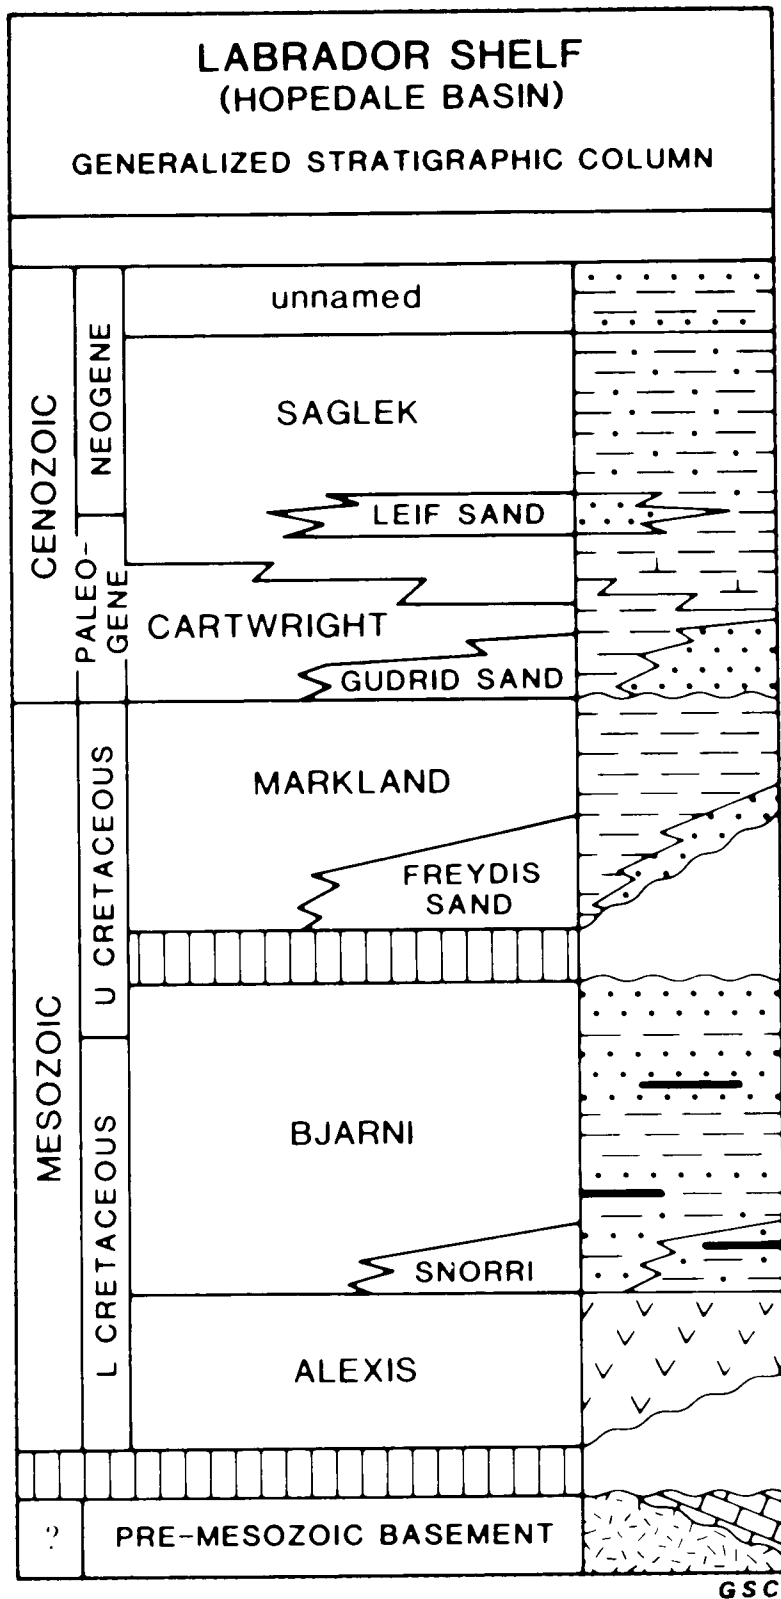 LABRADOR SHELF
(HOPEDALE BASIN)
GENERALIZED STRATIGRAPHIC COLUMN
CENOZOIC
NEOGENE
unnamed
SAGLEK
LEIF SAND
PALEO-
GENE
CARTWRIGHT
GUDRID SAND
MESOZOIC
U CRETACEOUS
MARKLAND
FREYDIS
SAND
L CRETACEOUS
BJARNI
SNORRI
ALEXIS
?
PRE-MESOZOIC BASEMENT
GSC